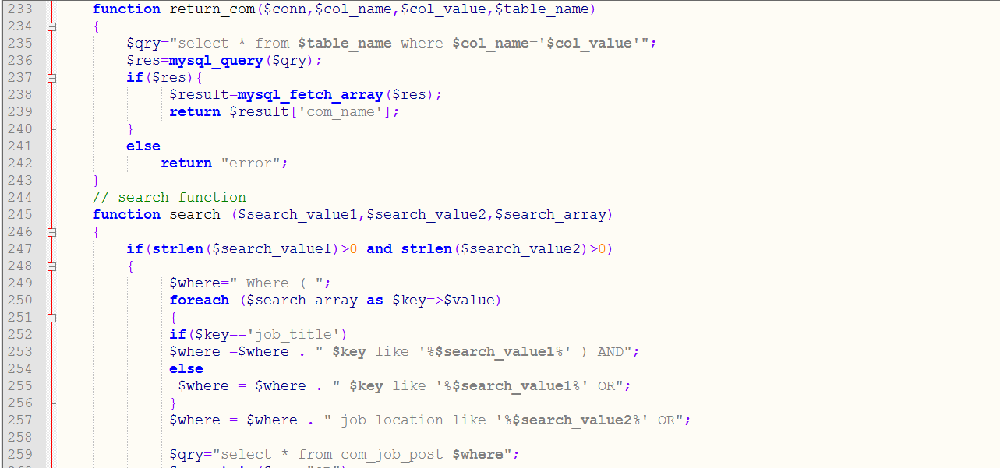 233 function return_com($conn,$col_name,$col_value,$table_name)
234 {
235 $qry="select * from $table_name where $col_name='$col_value'";
236 $res=mysql_query($qry);
237 if($res){
238 $result=mysql_fetch_array($res);
239 return $result['com_name'];
240 }
241 else
242 return "error";
243 }
244 // search function
245 function search ($search_value1,$search_value2,$search_array)
246 {
247 if(strlen($search_value1)>0 and strlen($search_value2)>0)
248 {
249 $where=" Where ( ";
250 foreach ($search_array as $key=>$value)
251 {
252 if($key=='job_title')
253 $where =$where . " $key like '%$search_value1%' ) AND";
254 else
255 $where = $where . " $key like '%$search_value1%' OR";
256 }
257 $where = $where . " job_location like '%$search_value2%' OR";
258
259 $qry="select * from com_job_post $where";